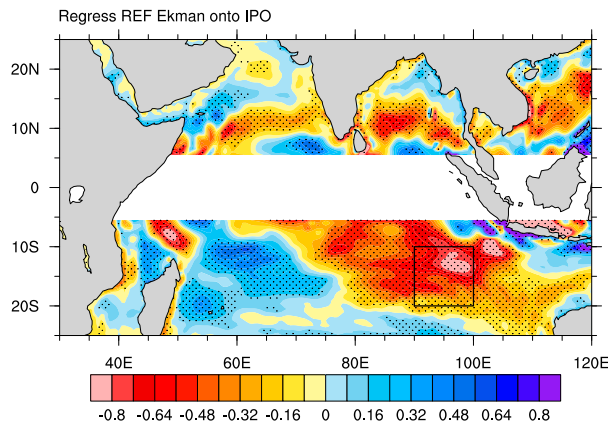 Regress REF Ekman onto IPO
20N
10N
0
10S
20S
40E 60E 80E 100E 120E
-0.8 -0.64 -0.48 -0.32 -0.16 0 0.16 0.32 0.48 0.64 0.8